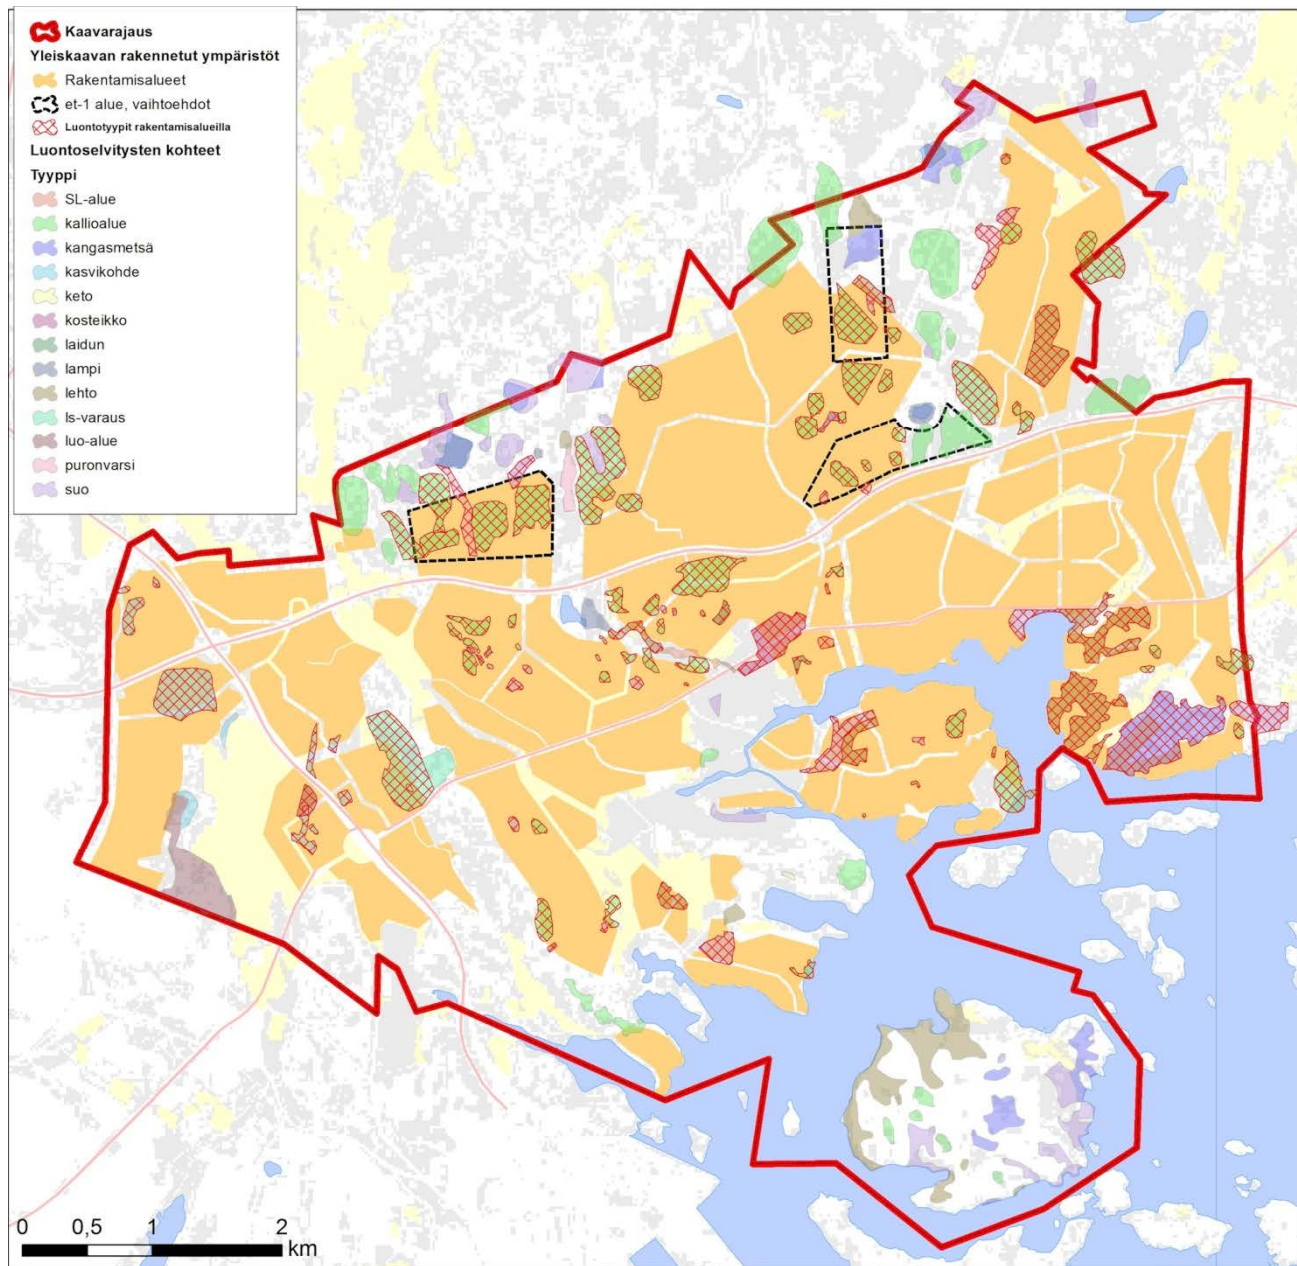 Kaavarajaus
Yleiskaavan rakennetut ympäristöt
Rakentamisalueet
et-1 alue, vaihtoehdot
Luontotyypit rakentamisalueilla
Luontoselvitysten kohteet
Tyyppi
SL-alue
kallioalue
kangasmetsä
kasvikohde
keto
kosteikko
laidun
lampi
lehto
ls-varaus
luo-alue
puronvarsi
suo
0 0,5 1 2
km